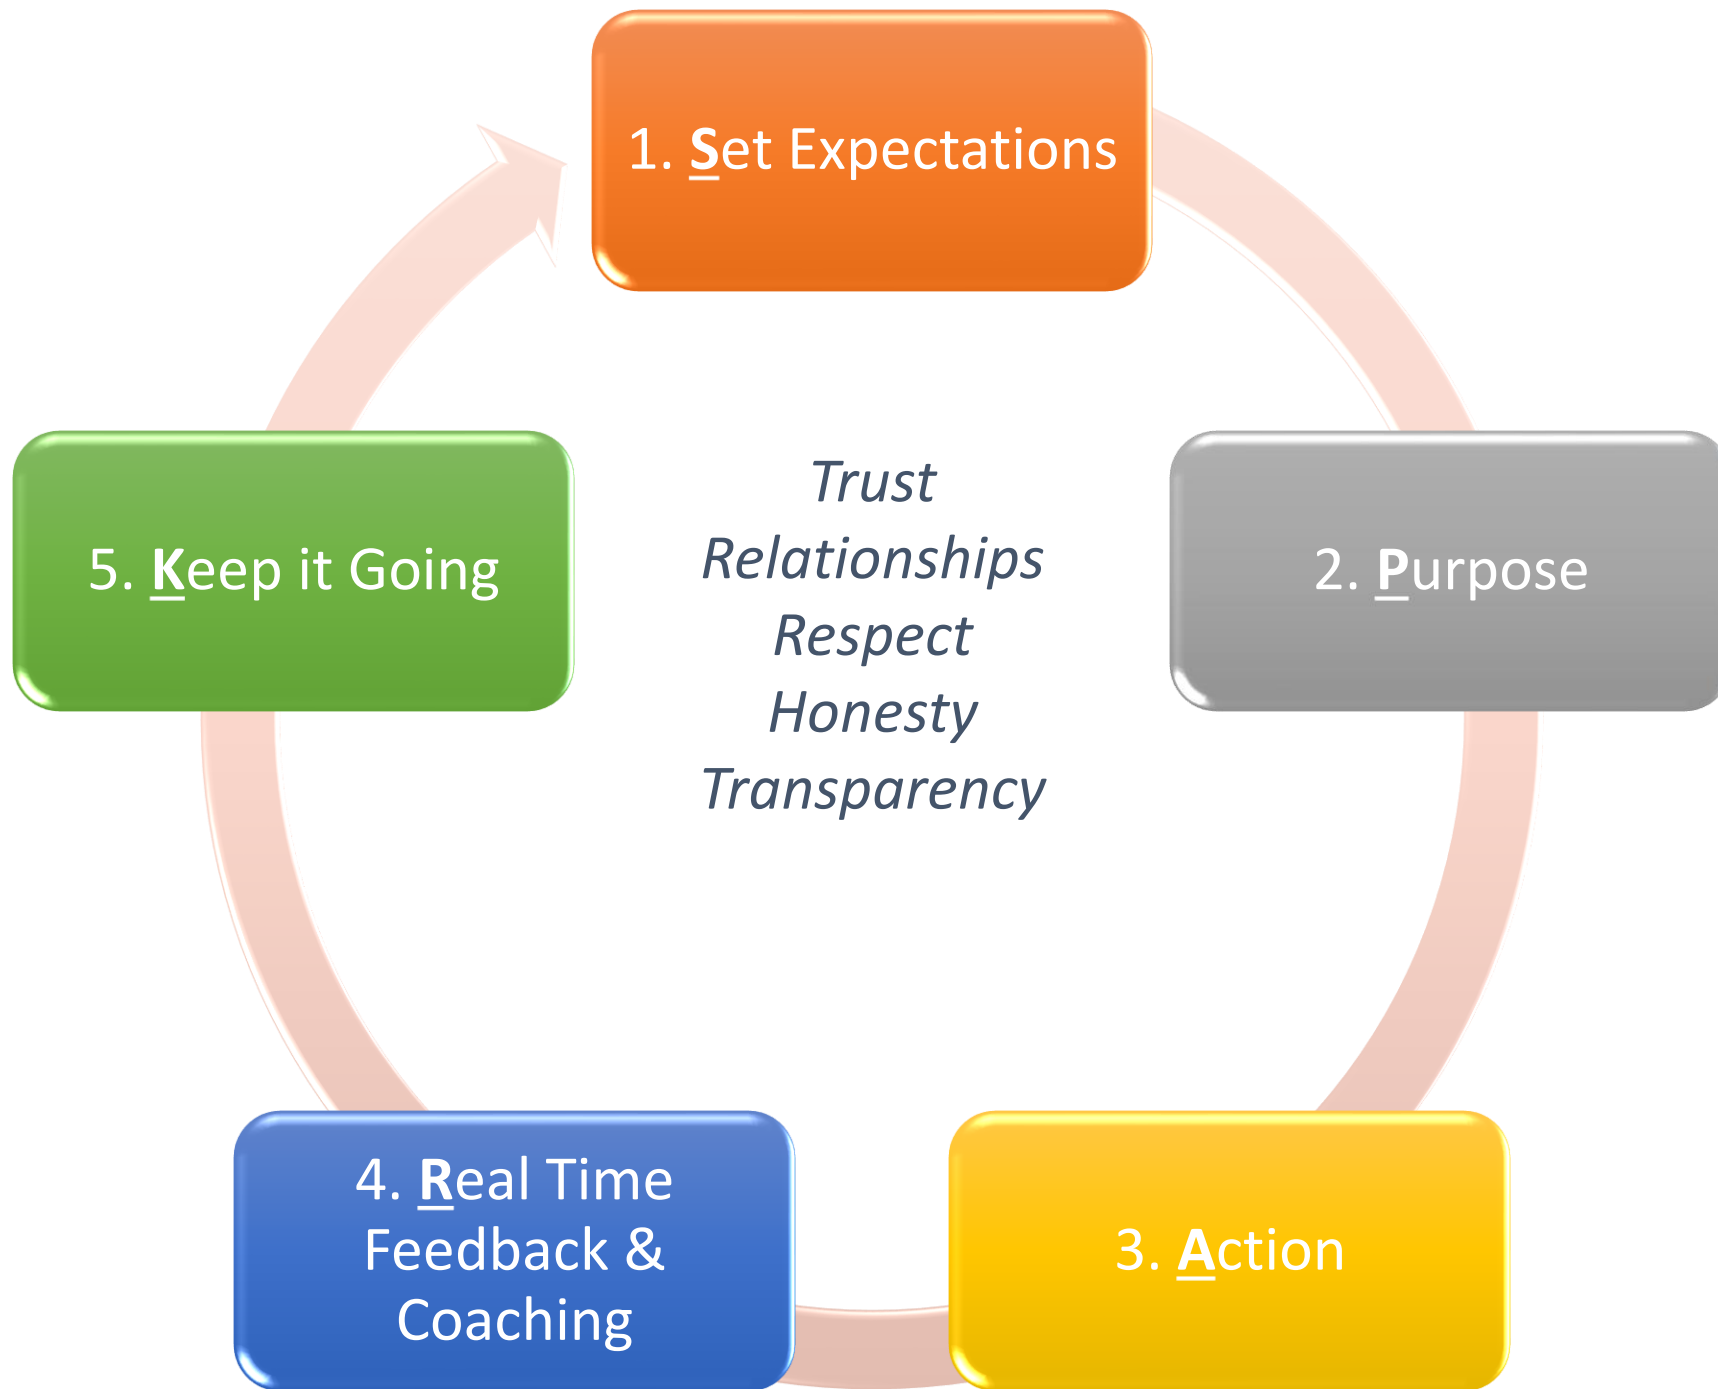 1. Set Expectations
2. Purpose
3. Action
4. Real Time
Feedback &
Coaching
5. Keep it Going
Trust
Relationships
Respect
Honesty
Transparency